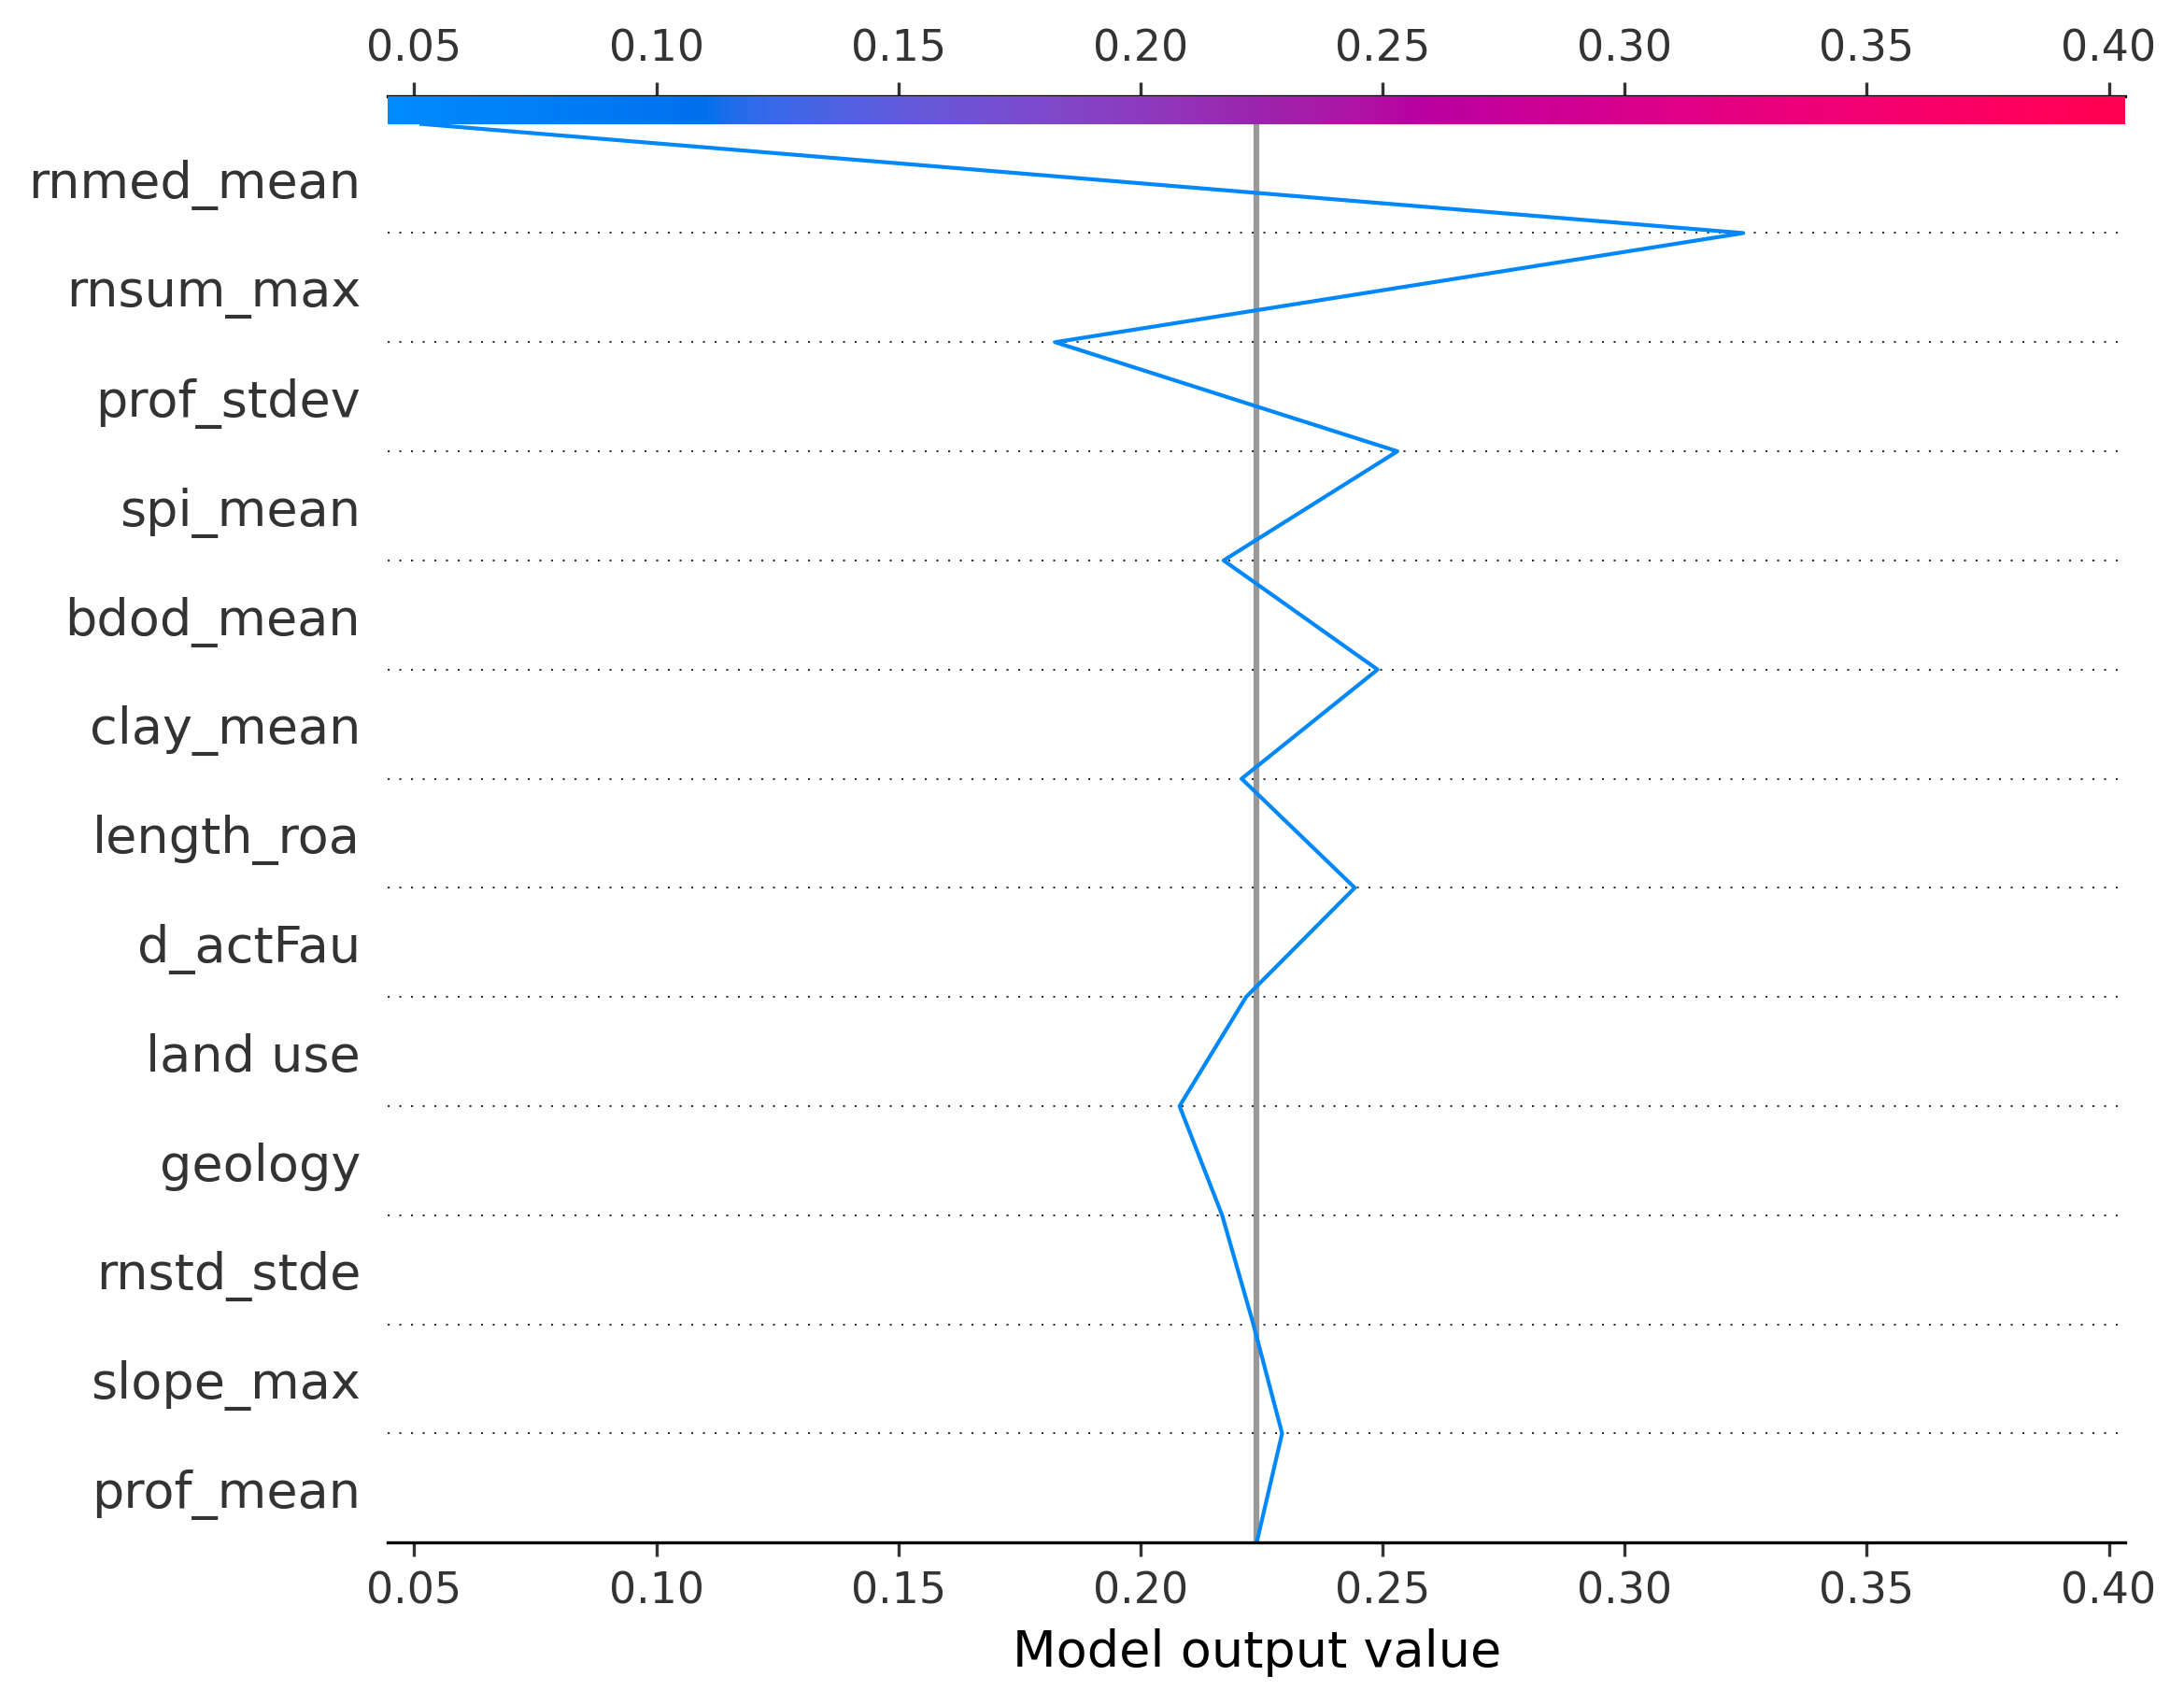 0.05 0.10 0.15 0.20 0.25 0.30 0.35 0.40
rnmed_mean
rnsum_max
prof_stdev
spi_mean
bdod_mean
clay_mean
length_roa
d_actFau
land use
geology
rnstd_stde
slope_max
prof_mean
0.05 0.10 0.15 0.20 0.25 0.30 0.35 0.40
Model output value